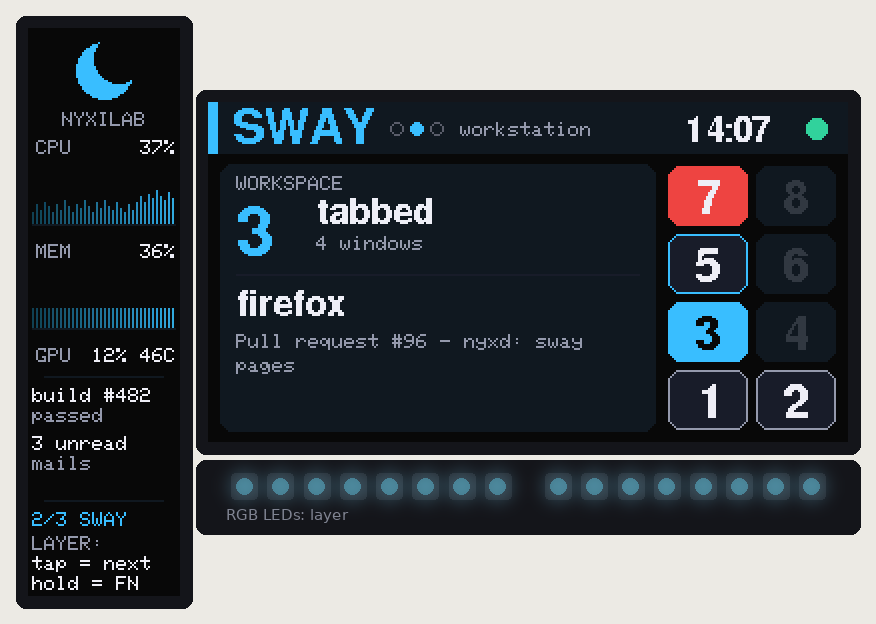 NYXILAB
CPU 37%
MEM 36%
GPU 12% 46C
build #482
passed
3 unread
mails
2/3 SWAY
LAYER:
tap = next
hold = FN
SWAY workstation 14:07
WORKSPACE
3 tabbed
4 windows
firefox
Pull request #96 – nyxd: sway
pages
7 8
5 6
3 4
1 2
RGB LEDs: layer